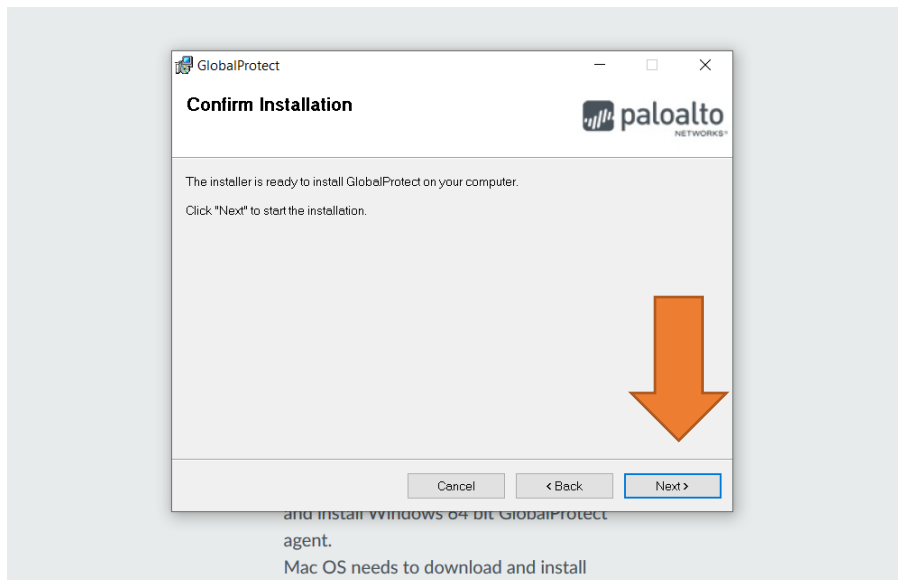 GlobalProtect
Confirm Installation
paloalto
NETWORKS®
The installer is ready to install GlobalProtect on your computer.
Click "Next" to start the installation.
Cancel
< Back
Next >
and install Windows 64 bit GlobalProtect
agent.
Mac OS needs to download and install